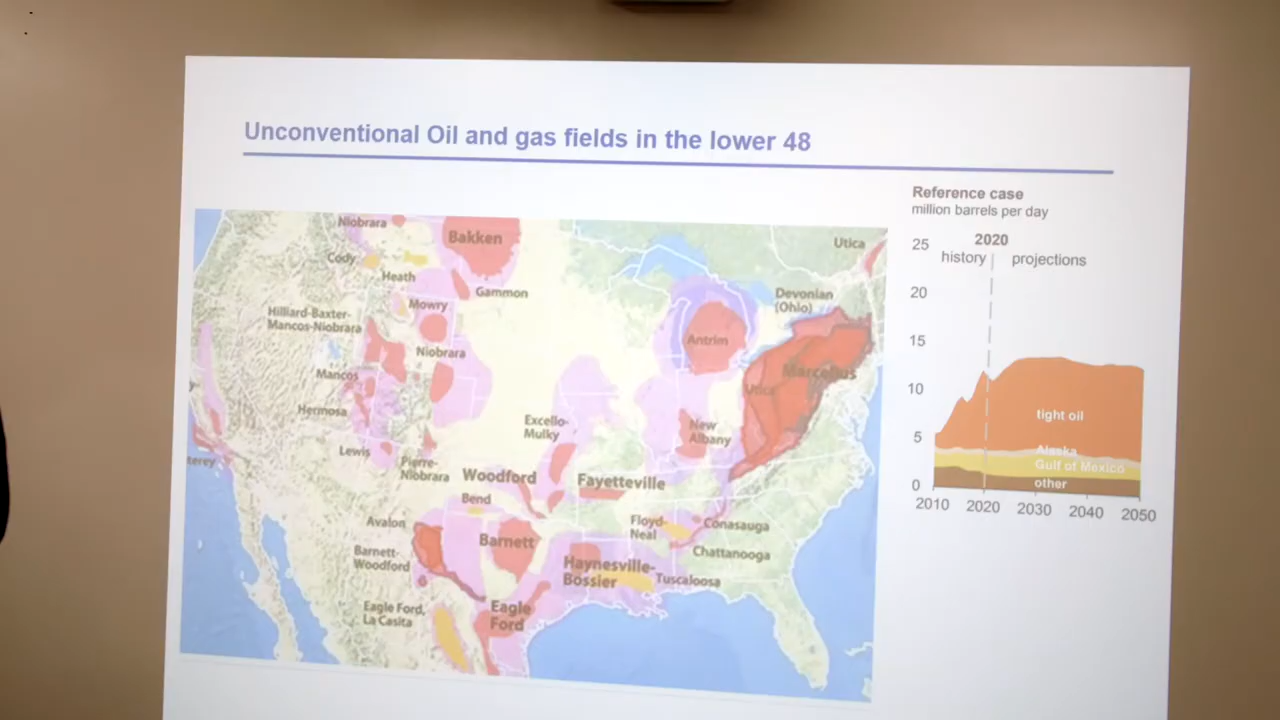 Unconventional Oil and gas fields in the lower 48
Reference case
million barrels per day
25
2020
history
projections
20
15
10
5
0
tight oil
Alaska
Gulf of Mexico
other
2010
2020
2030
2040
2050
Niobrara
Bakken
Utica
Cody
Heath
Gammon
Devonian
(Ohio)
Mowry
Hilliard-Baxter-
Mancos-Niobrara
Antrim
Niobrara
Marcellus
Mancos
Utica
Hermosa
Excello-
Mulky
New
Albany
Lewis
terey
Pierre-
Niobrara
Woodford
Fayetteville
Bend
Avalon
Floyd-
Neal
Conasauga
Barnett
Barnett-
Woodford
Chattanooga
Haynesville-
Bossier
Tuscaloosa
Eagle Ford,
La Casita
Eagle
Ford